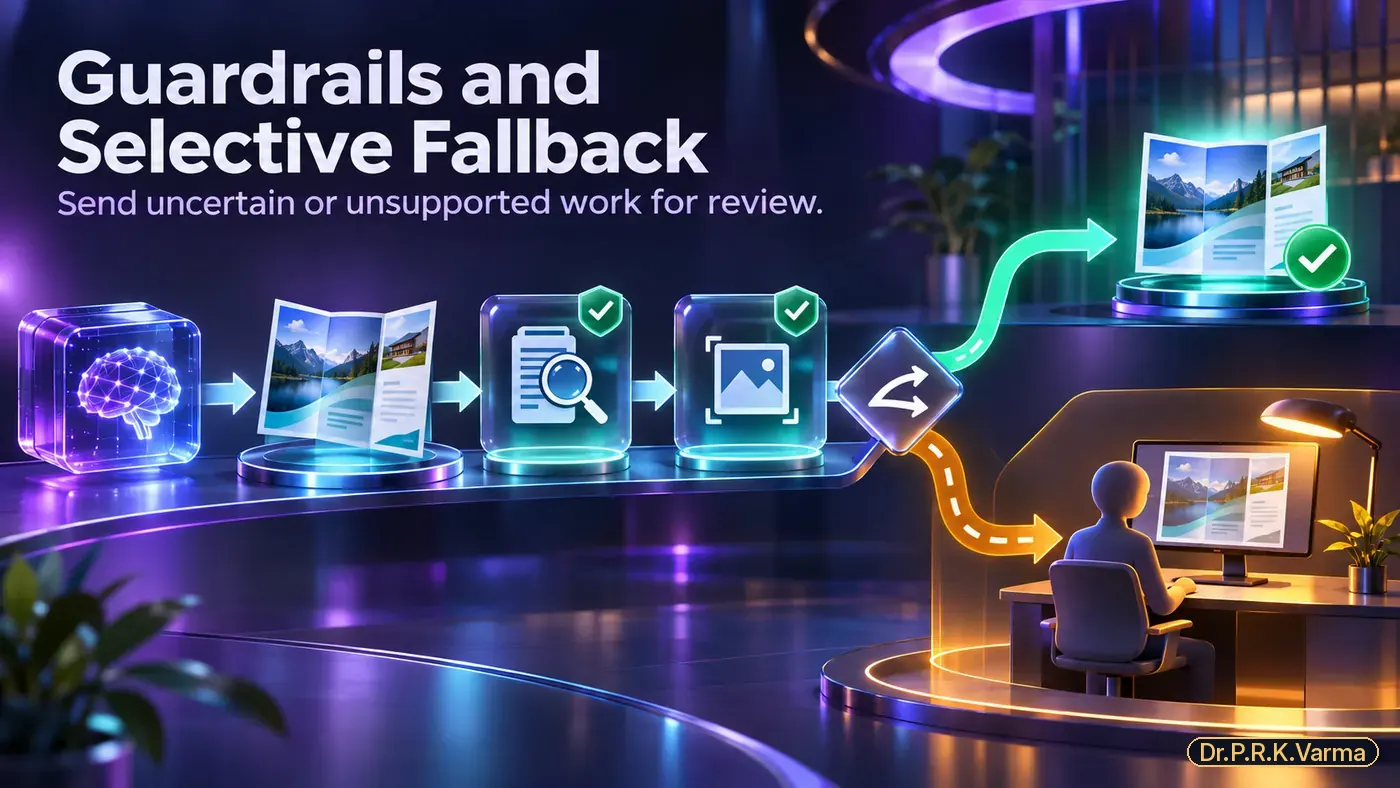 Guardrails and
Selective Fallback
Send uncertain or unsupported work for review.
Dr.P.R.K.Varma